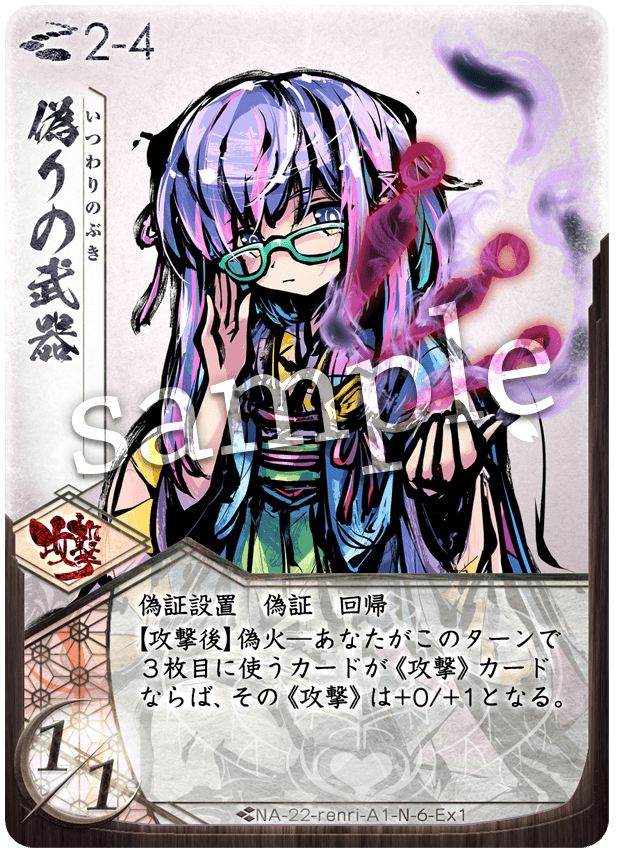 2-4
偽りの武器
いつわりのぶき
sample
攻撃
偽証設置　偽証　回帰
【攻撃後】偽火―あなたがこのターンで
３枚目に使うカードが《攻撃》カード
ならば、その《攻撃》は+0/+1となる。
1/1
NA-22-renri-A1-N-6-Ex1